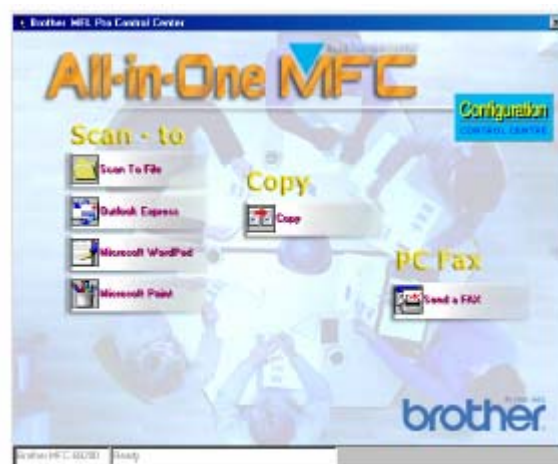 Brother MFL Pro Control Center
All-in-One MFC
Configuration
CONTROL CENTRE
Scan - to
Scan To File
Outlook Express
Microsoft WordPad
Microsoft Paint
Copy
Copy
PC Fax
Send a FAX
brother
Ready